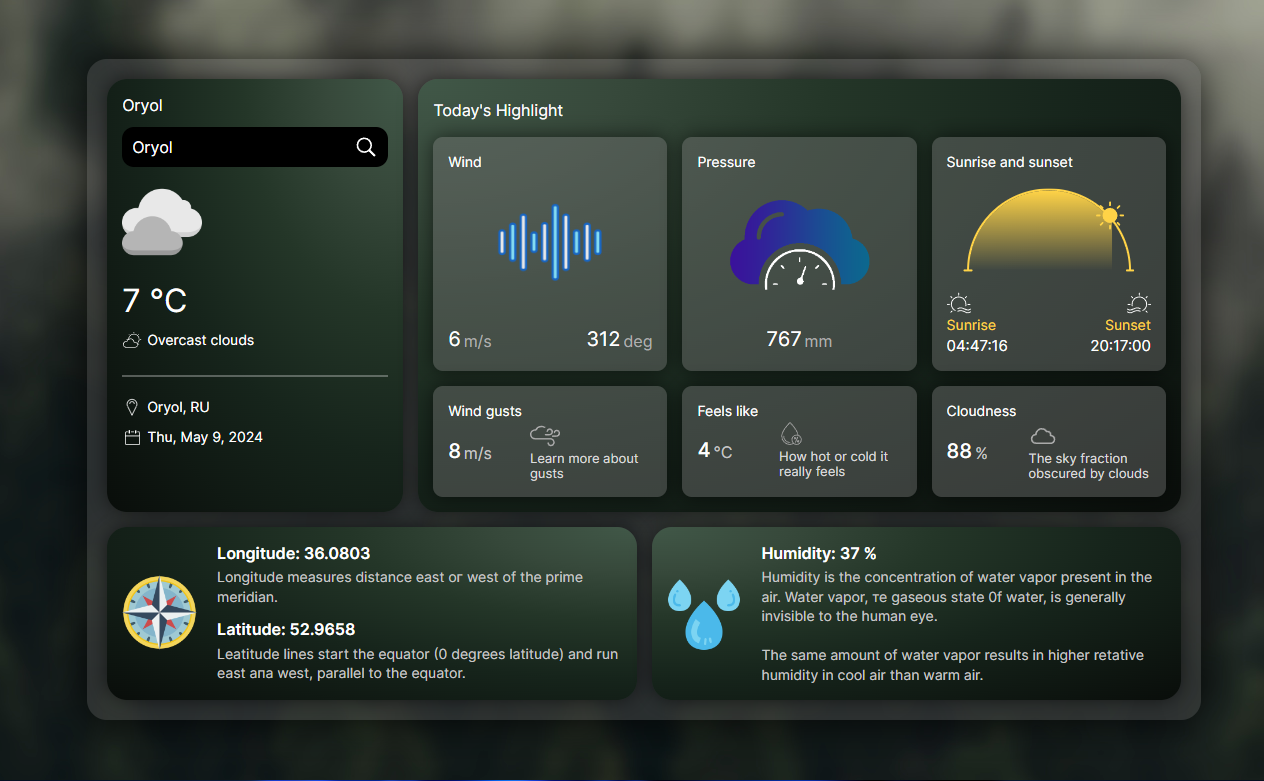 Oryol
Oryol
7 °C
Overcast clouds
Oryol, RU
Thu, May 9, 2024
Today's Highlight
Wind
6 m/s 312 deg
Pressure
767 mm
Sunrise and sunset
Sunrise Sunset
04:47:16 20:17:00
Wind gusts
8 m/s
Learn more about
gusts
Feels like
4 °C
How hot or cold it
really feels
Cloudness
88 %
The sky fraction
obscured by clouds
Longitude: 36.0803
Longitude measures distance east or west of the prime
meridian.
Latitude: 52.9658
Leatitude lines start the equator (0 degrees latitude) and run
east апа west, parallel to the equator.
Humidity: 37 %
Humidity is the concentration of water vapor present in the
air. Water vapor, те gaseous state 0f water, is generally
invisible to the human eye.
The same amount of water vapor results in higher retative
humidity in cool air than warm air.